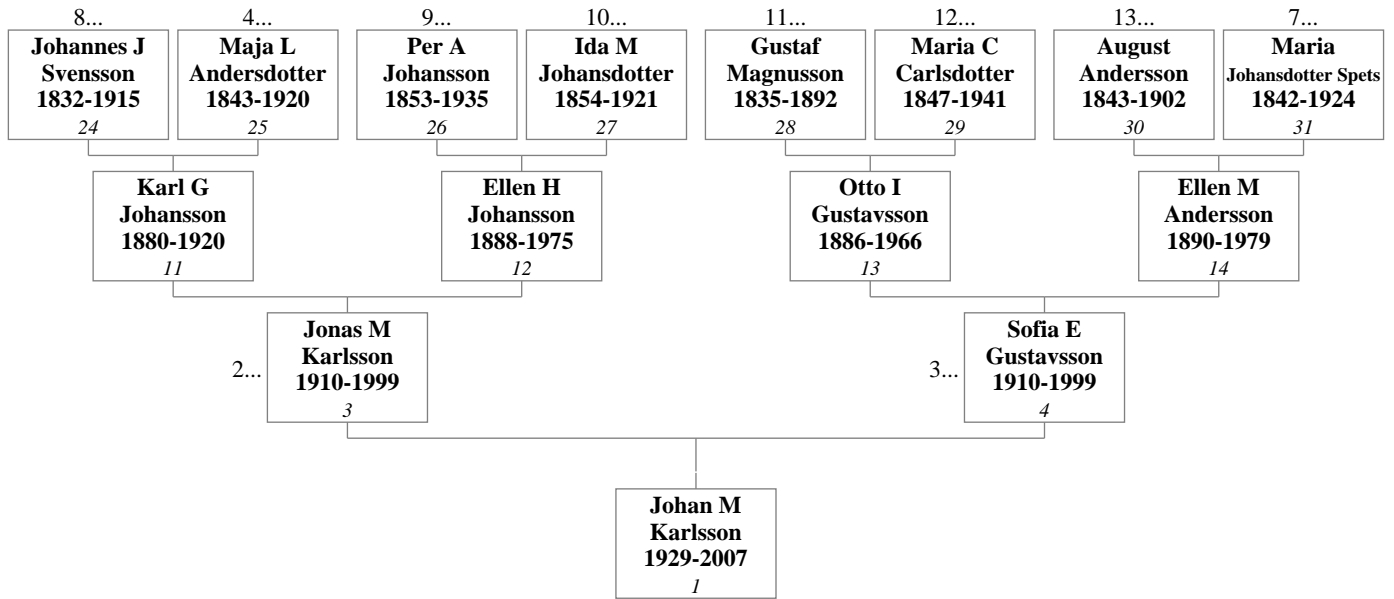 8...
4...
9...
10...
11...
12...
13...
7...
Johannes J
Svensson
1832-1915
24
Maja L
Andersdotter
1843-1920
25
Per A
Johansson
1853-1935
26
Ida M
Johansdotter
1854-1921
27
Gustaf
Magnusson
1835-1892
28
Maria C
Carlsdotter
1847-1941
29
August
Andersson
1843-1902
30
Maria
Johansdotter Spets
1842-1924
31
Karl G
Johansson
1880-1920
11
Ellen H
Johansson
1888-1975
12
Otto I
Gustavsson
1886-1966
13
Ellen M
Andersson
1890-1979
14
2...
Jonas M
Karlsson
1910-1999
3
3...
Sofia E
Gustavsson
1910-1999
4
Johan M
Karlsson
1929-2007
1